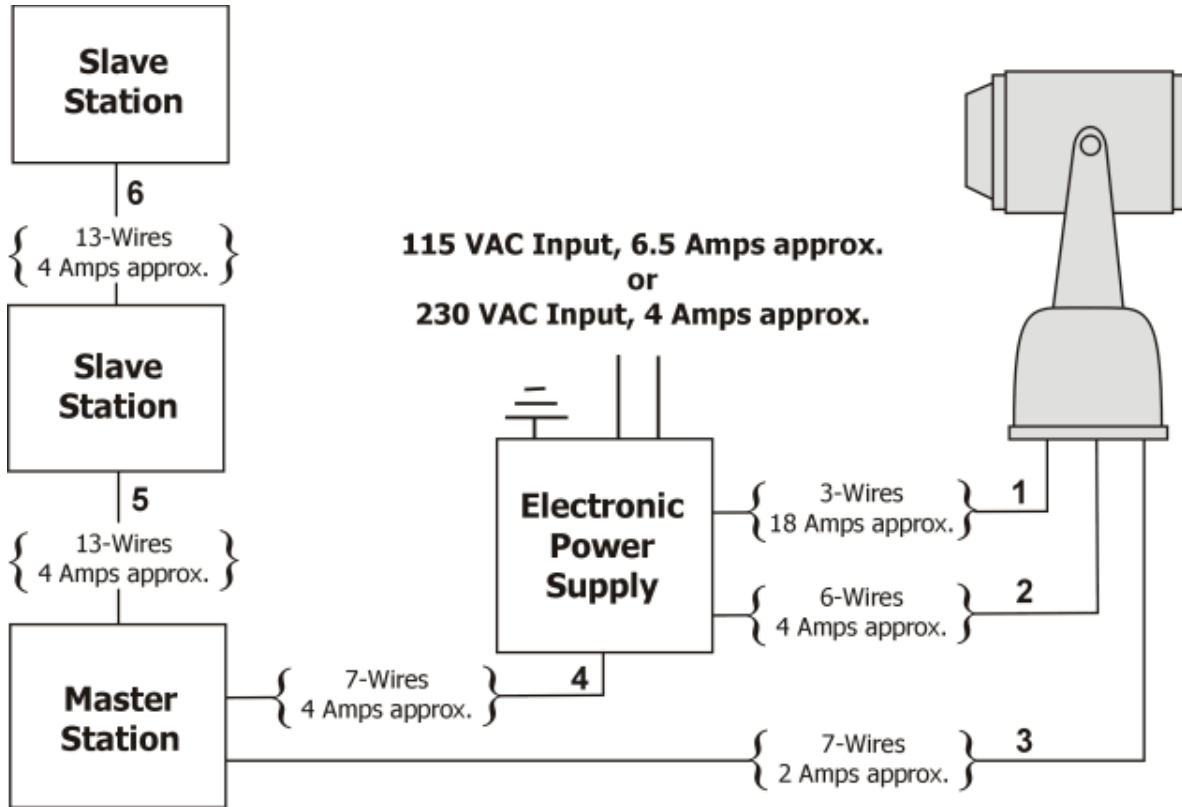 Slave
Station
6
13-Wires
4 Amps approx.
115 VAC Input, 6.5 Amps approx.
or
230 VAC Input, 4 Amps approx.
Slave
Station
5
13-Wires
4 Amps approx.
Electronic
Power
Supply
3-Wires
18 Amps approx.
1
6-Wires
4 Amps approx.
2
Master
Station
7-Wires
4 Amps approx.
4
7-Wires
2 Amps approx.
3